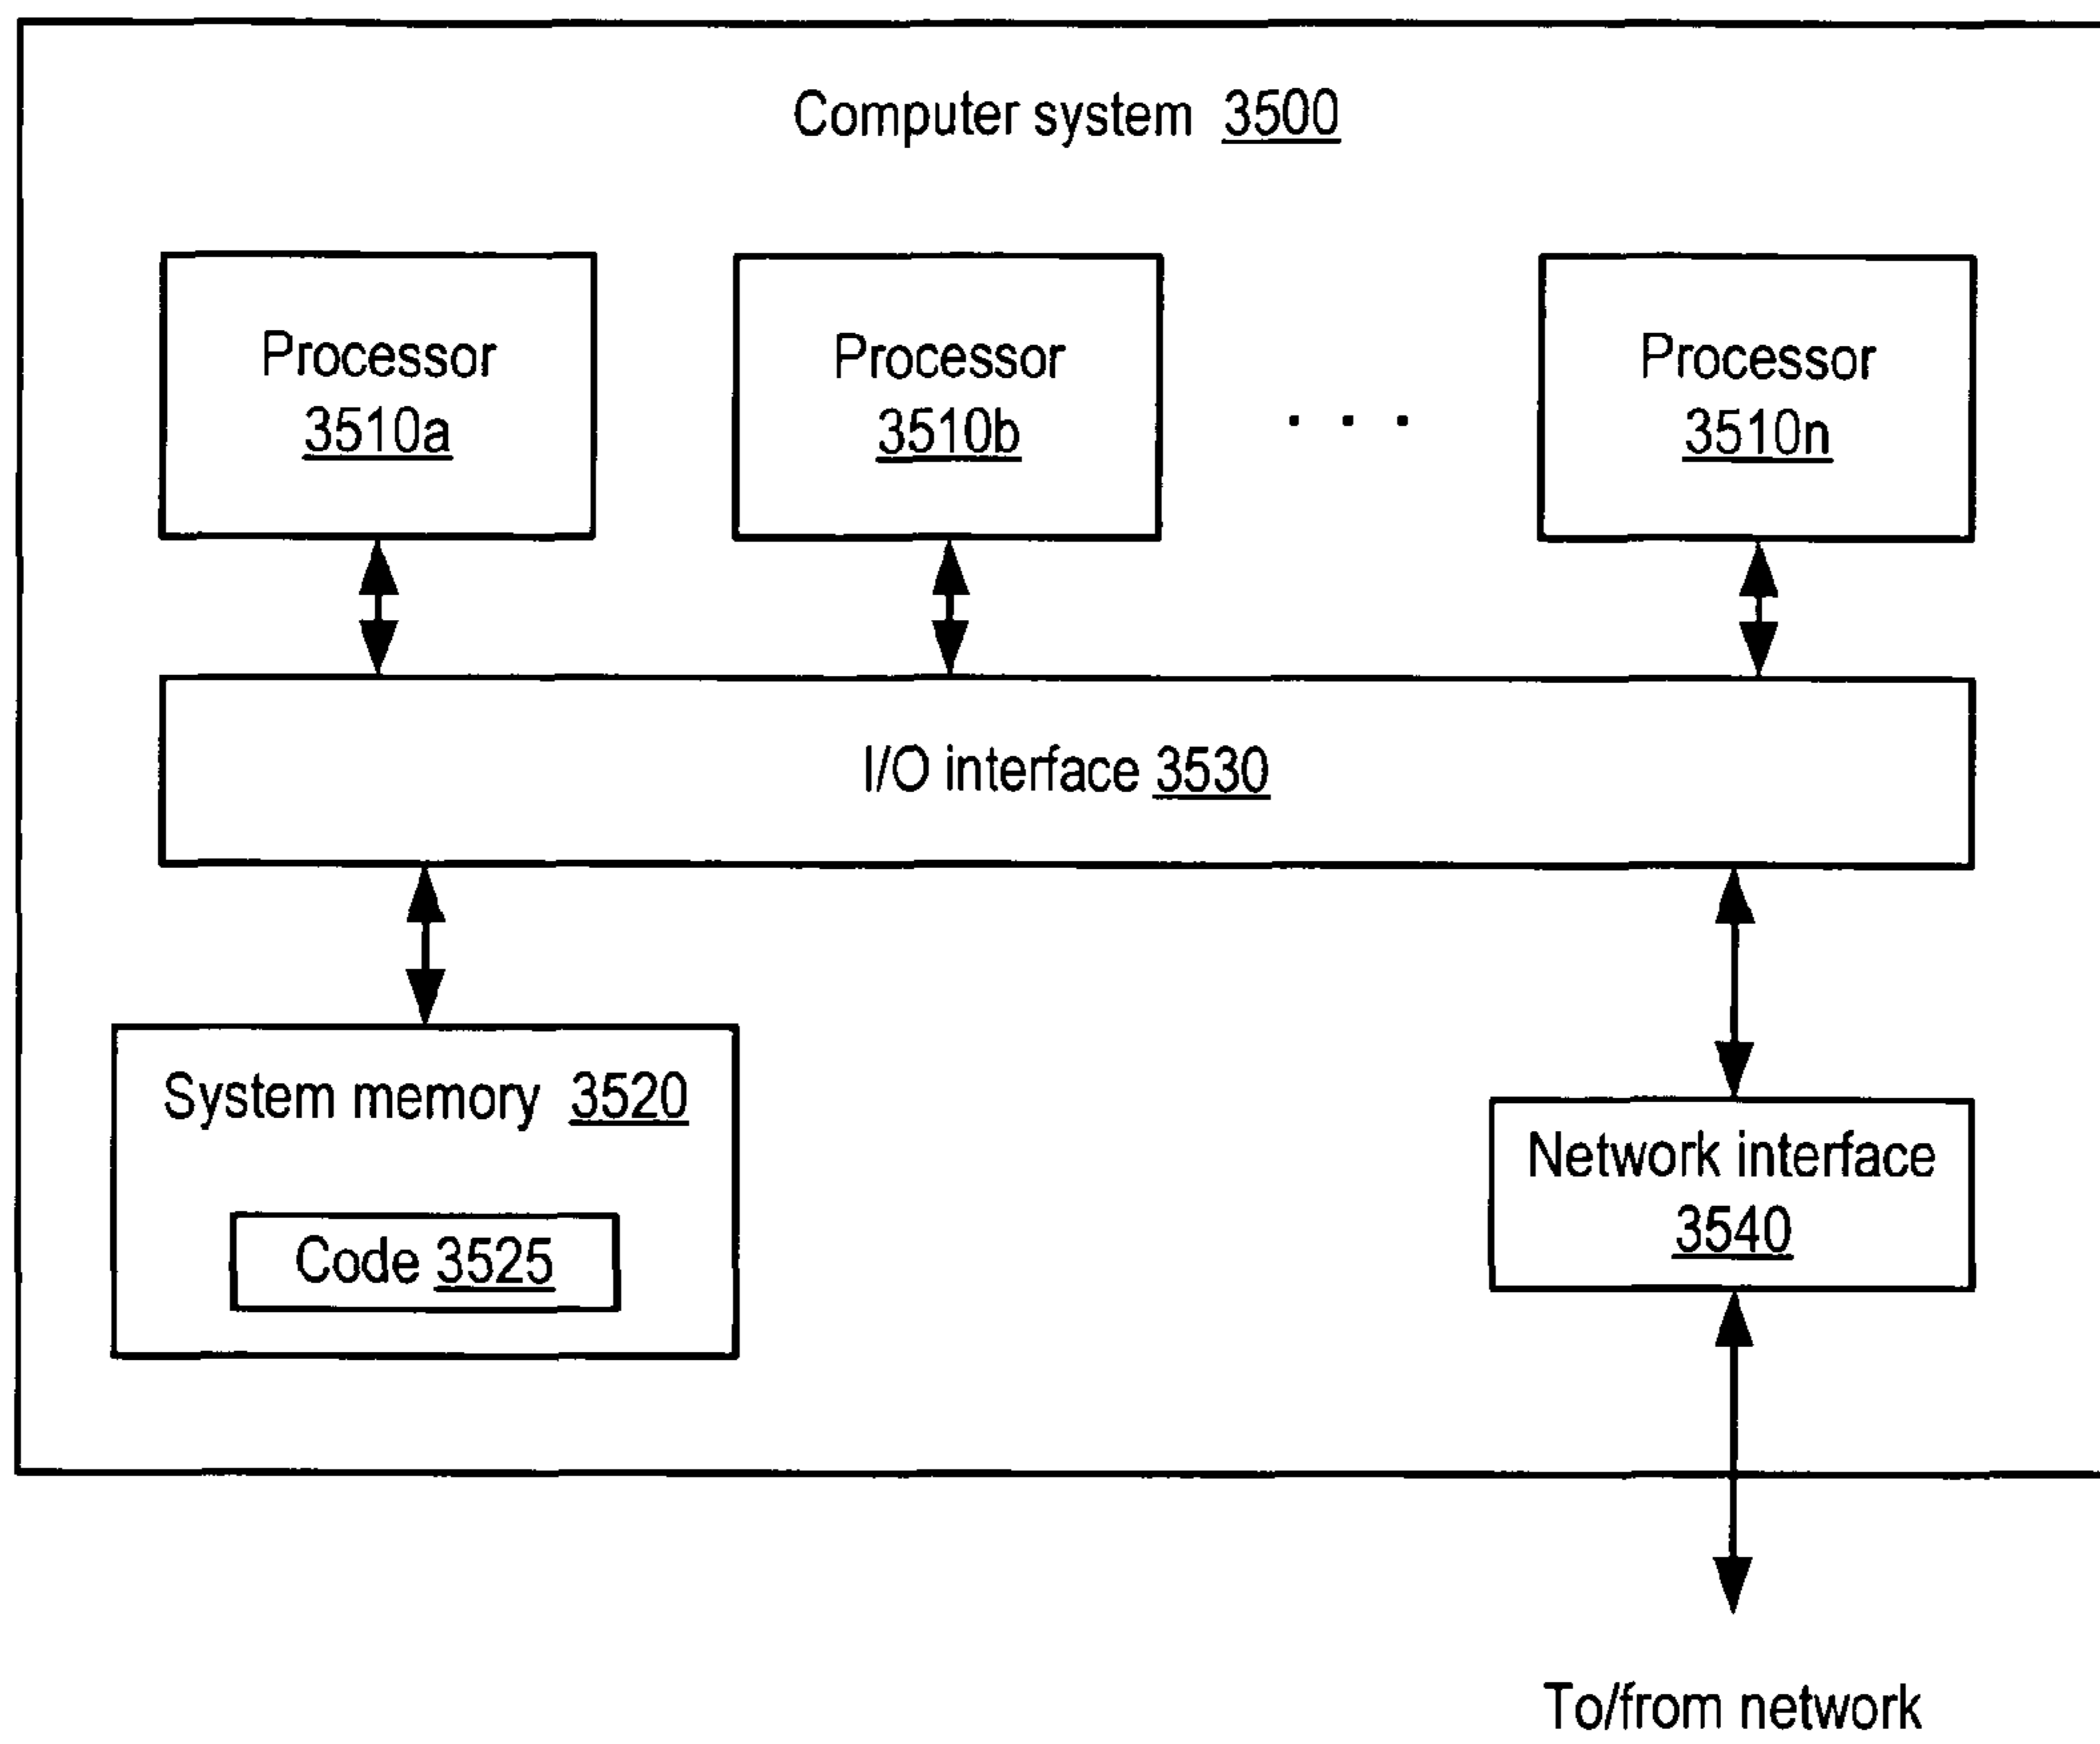 Computer system 3500
Processor
3510a
Processor
3510b
. . .
Processor
3510n
I/O interface 3530
System memory 3520
Code 3525
Network interface
3540
To/from network